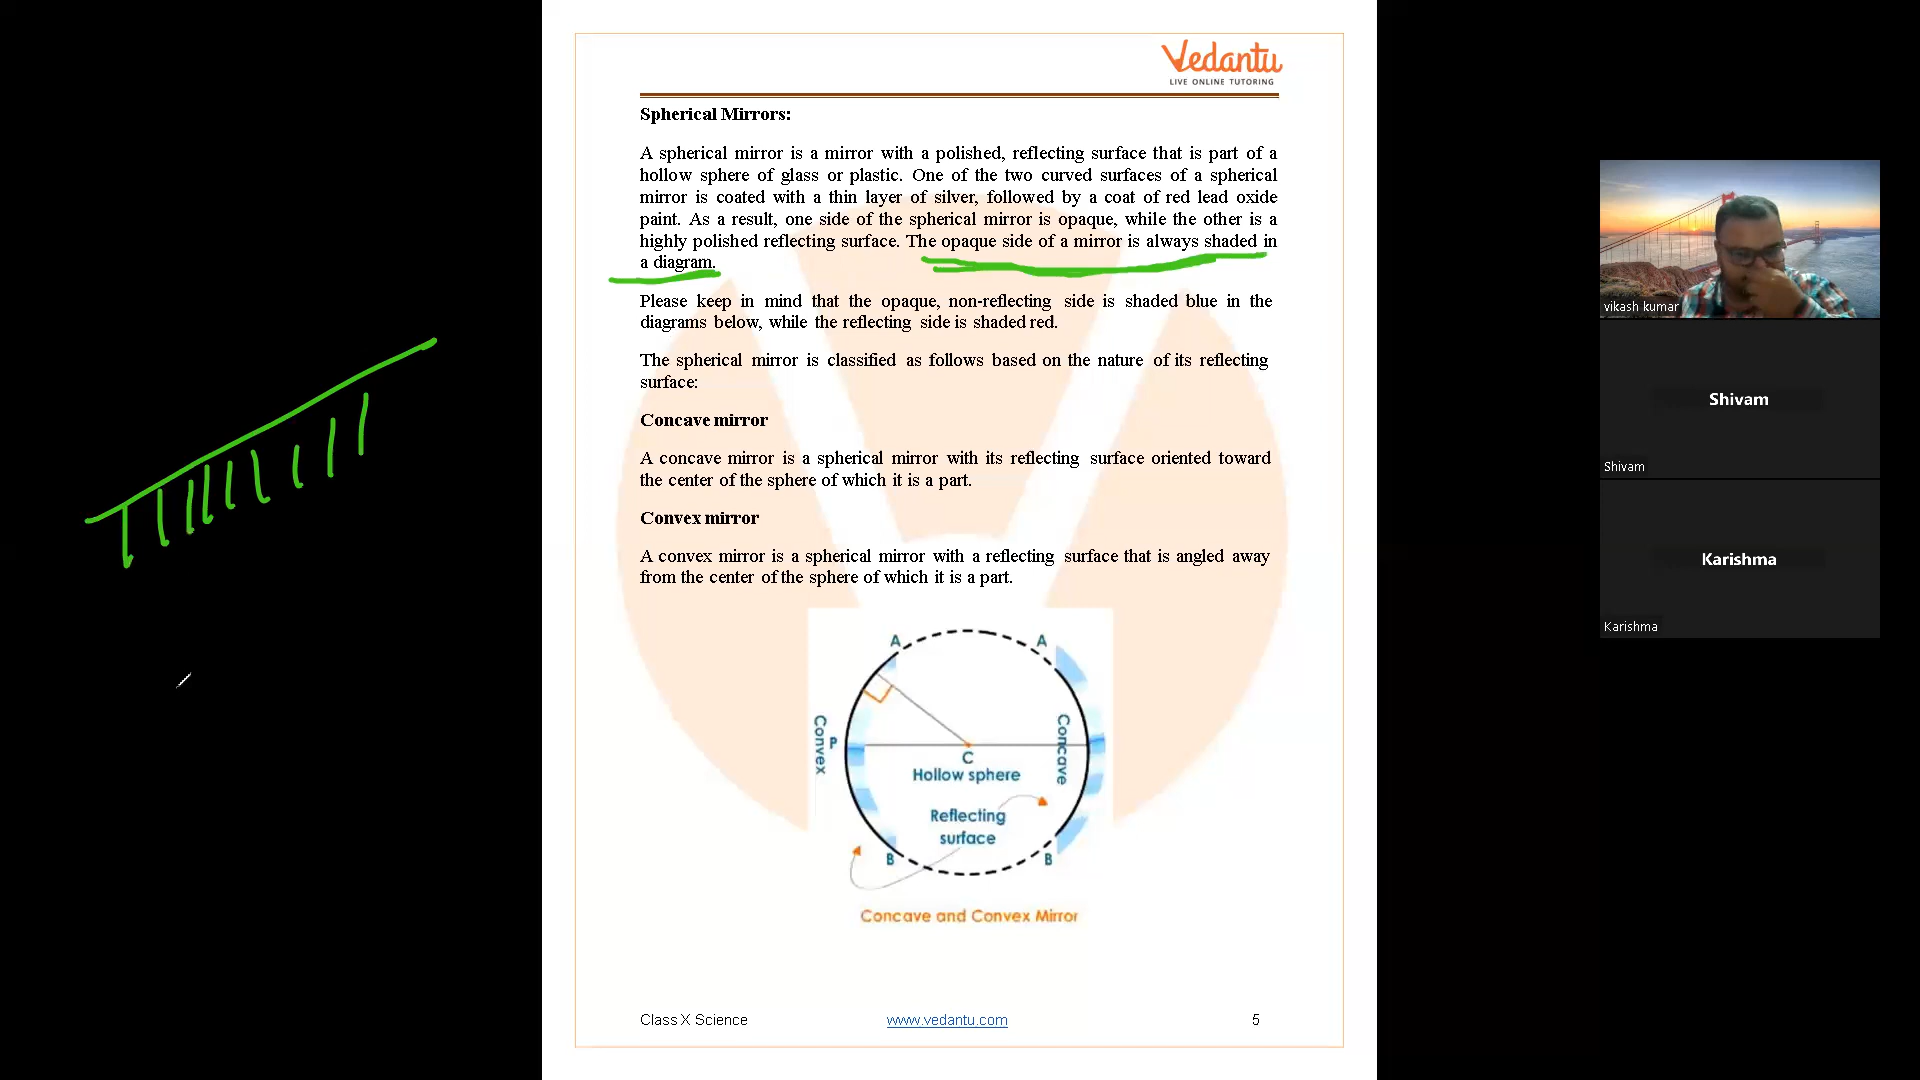 Vedantu
LIVE ONLINE TUTORING
Spherical Mirrors:
A spherical mirror is a mirror with a polished, reflecting surface that is part of a
hollow sphere of glass or plastic. One of the two curved surfaces of a spherical
mirror is coated with a thin layer of silver, followed by a coat of red lead oxide
paint. As a result, one side of the spherical mirror is opaque, while the other is a
highly polished reflecting surface. The opaque side of a mirror is always shaded in
a diagram.
Please keep in mind that the opaque, non-reflecting side is shaded blue in the
diagrams below, while the reflecting side is shaded red.
The spherical mirror is classified as follows based on the nature of its reflecting
surface:
Concave mirror
A concave mirror is a spherical mirror with its reflecting surface oriented toward
the center of the sphere of which it is a part.
Convex mirror
A convex mirror is a spherical mirror with a reflecting surface that is angled away
from the center of the sphere of which it is a part.
A
A
Convex
P
C
Concave
Hollow sphere
Reflecting
surface
B
B
Concave and Convex Mirror
Class X Science
www.vedantu.com
5
vikash kumar
Shivam
Shivam
Karishma
Karishma